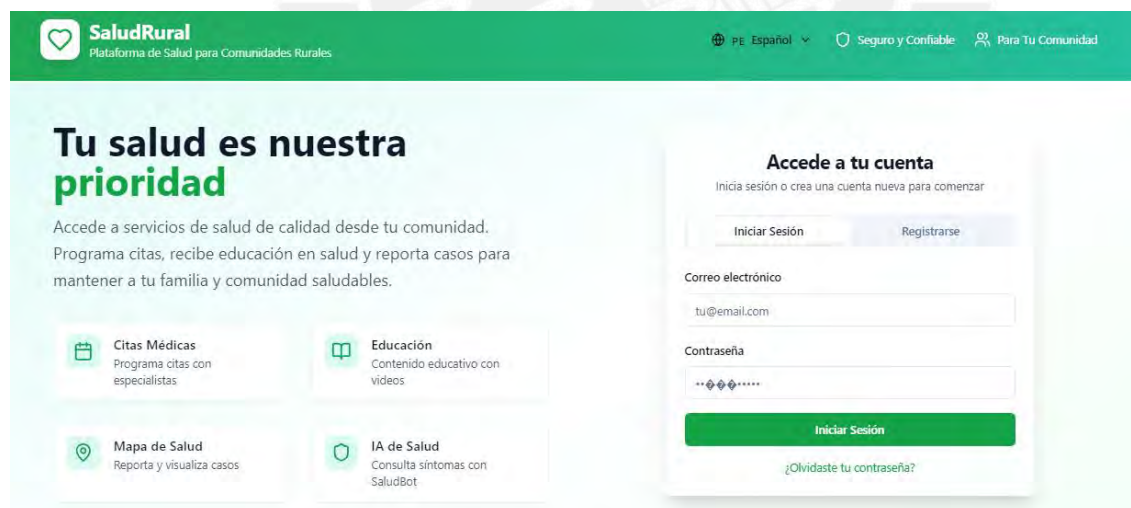 SaludRural
Plataforma de Salud para Comunidades Rurales
PE Español
Seguro y Confiable
Para Tu Comunidad
Tu salud es nuestra
prioridad
Accede a servicios de salud de calidad desde tu comunidad.
Programa citas, recibe educación en salud y reporta casos para
mantener a tu familia y comunidad saludables.
Citas Médicas
Programa citas con
especialistas
Educación
Contenido educativo con
videos
Mapa de Salud
Reporta y visualiza casos
IA de Salud
Consulta síntomas con
SaludBot
Accede a tu cuenta
Inicia sesión o crea una cuenta nueva para comenzar
Iniciar Sesión
Registrarse
Correo electrónico
tu@email.com
Contraseña
••���•••••
Iniciar Sesión
¿Olvidaste tu contraseña?